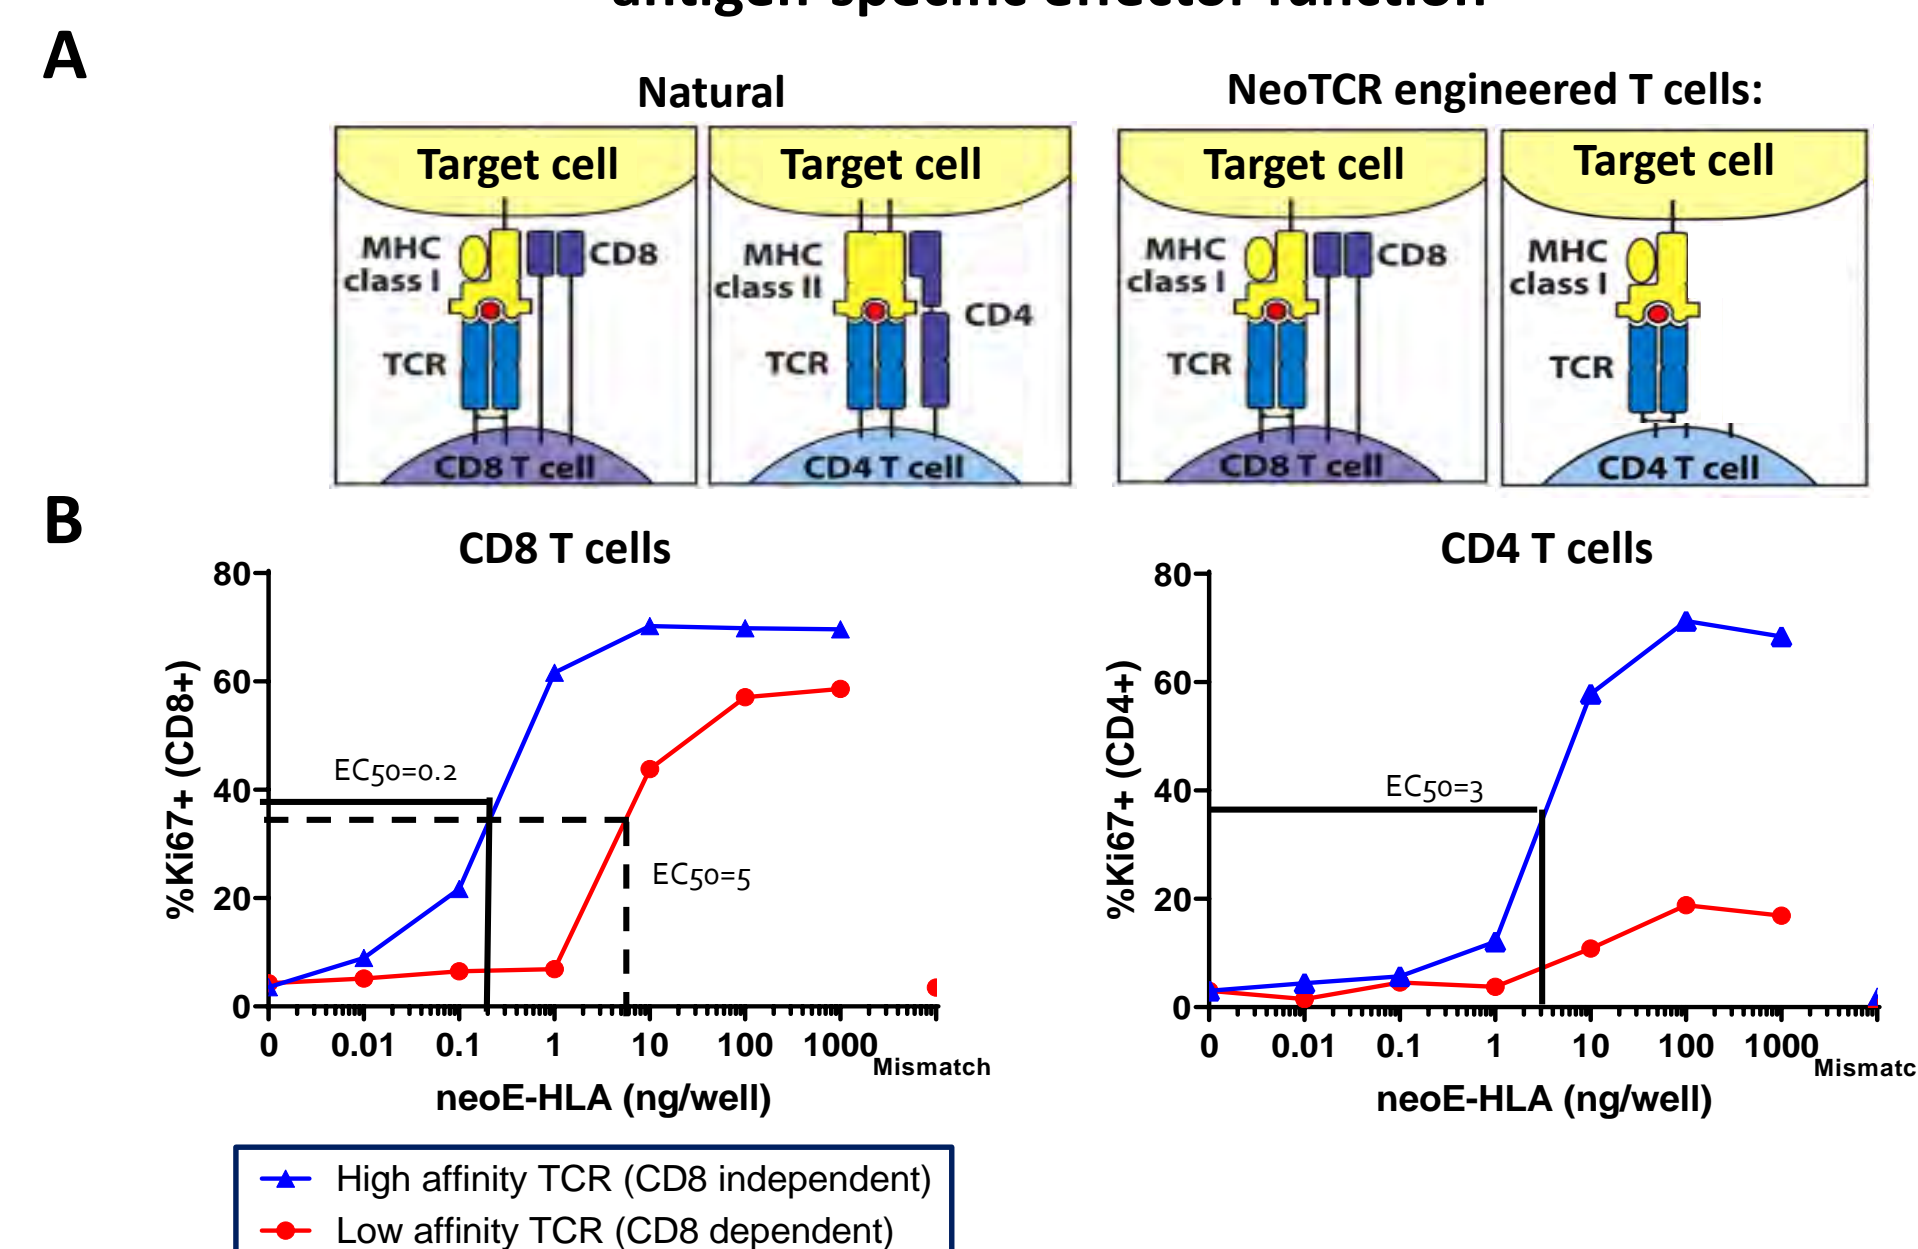 antigen-specific effector function
A
Natural
NeoTCR engineered T cells:
Target cell
Target cell
Target cell
Target cell
MHC
class I
CD8
TCR
CD8 T cell
MHC
class II
CD4
TCR
CD4 T cell
MHC
class I
CD8
TCR
CD8 T cell
MHC
class I
TCR
CD4 T cell
B
CD8 T cells
%Ki67+ (CD8+)
80
60
40
20
0
EC50=0.2
EC50=5
0 0.01 0.1 1 10 100 1000 Mismatch
neoE-HLA (ng/well)
CD4 T cells
%Ki67+ (CD4+)
80
60
40
20
0
EC50=3
0 0.01 0.1 1 10 100 1000 Mismatc
neoE-HLA (ng/well)
High affinity TCR (CD8 independent)
Low affinity TCR (CD8 dependent)